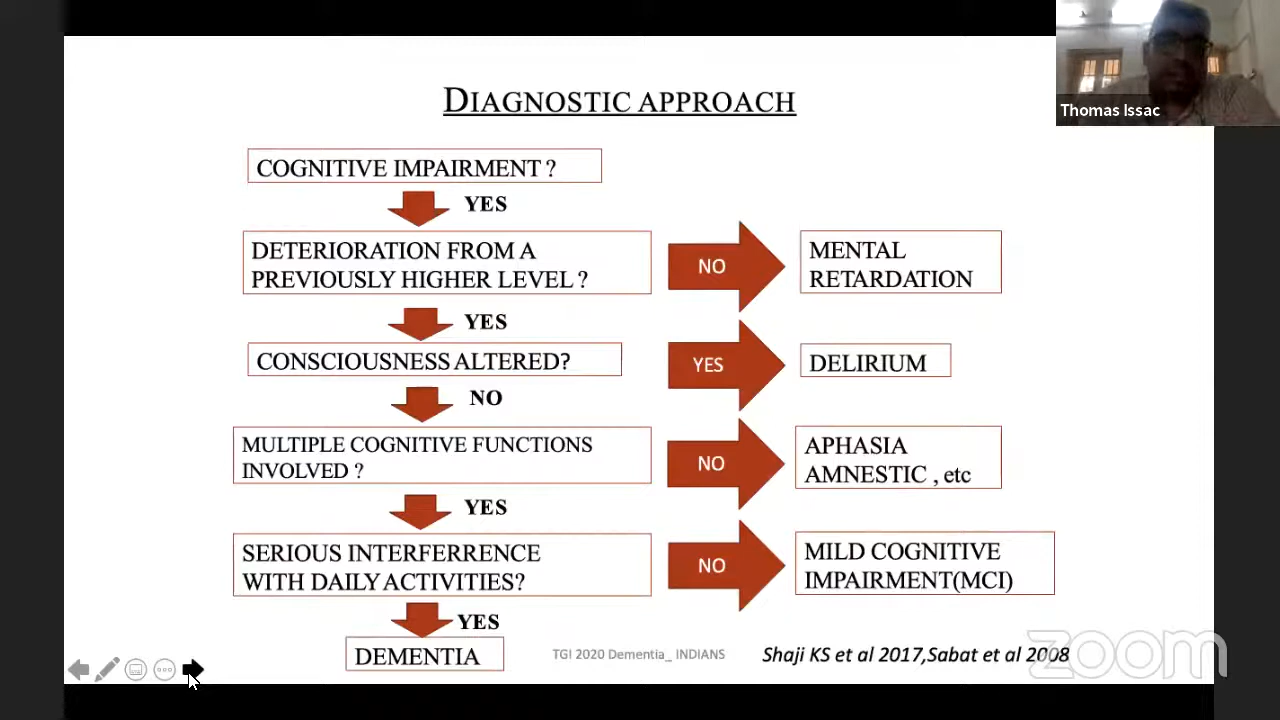 Thomas Issac
DIAGNOSTIC APPROACH
COGNITIVE IMPAIRMENT ?
YES
DETERIORATION FROM A
PREVIOUSLY HIGHER LEVEL ?
NO
MENTAL
RETARDATION
YES
CONSCIOUSNESS ALTERED?
YES
DELIRIUM
NO
MULTIPLE COGNITIVE FUNCTIONS
INVOLVED ?
NO
APHASIA
AMNESTIC , etc
YES
SERIOUS INTERFERRENCE
WITH DAILY ACTIVITIES?
NO
MILD COGNITIVE
IMPAIRMENT(MCI)
YES
DEMENTIA
TGI 2020 Dementia_ INDIANS
Shaji KS et al 2017,Sabat et al 2008
zoom